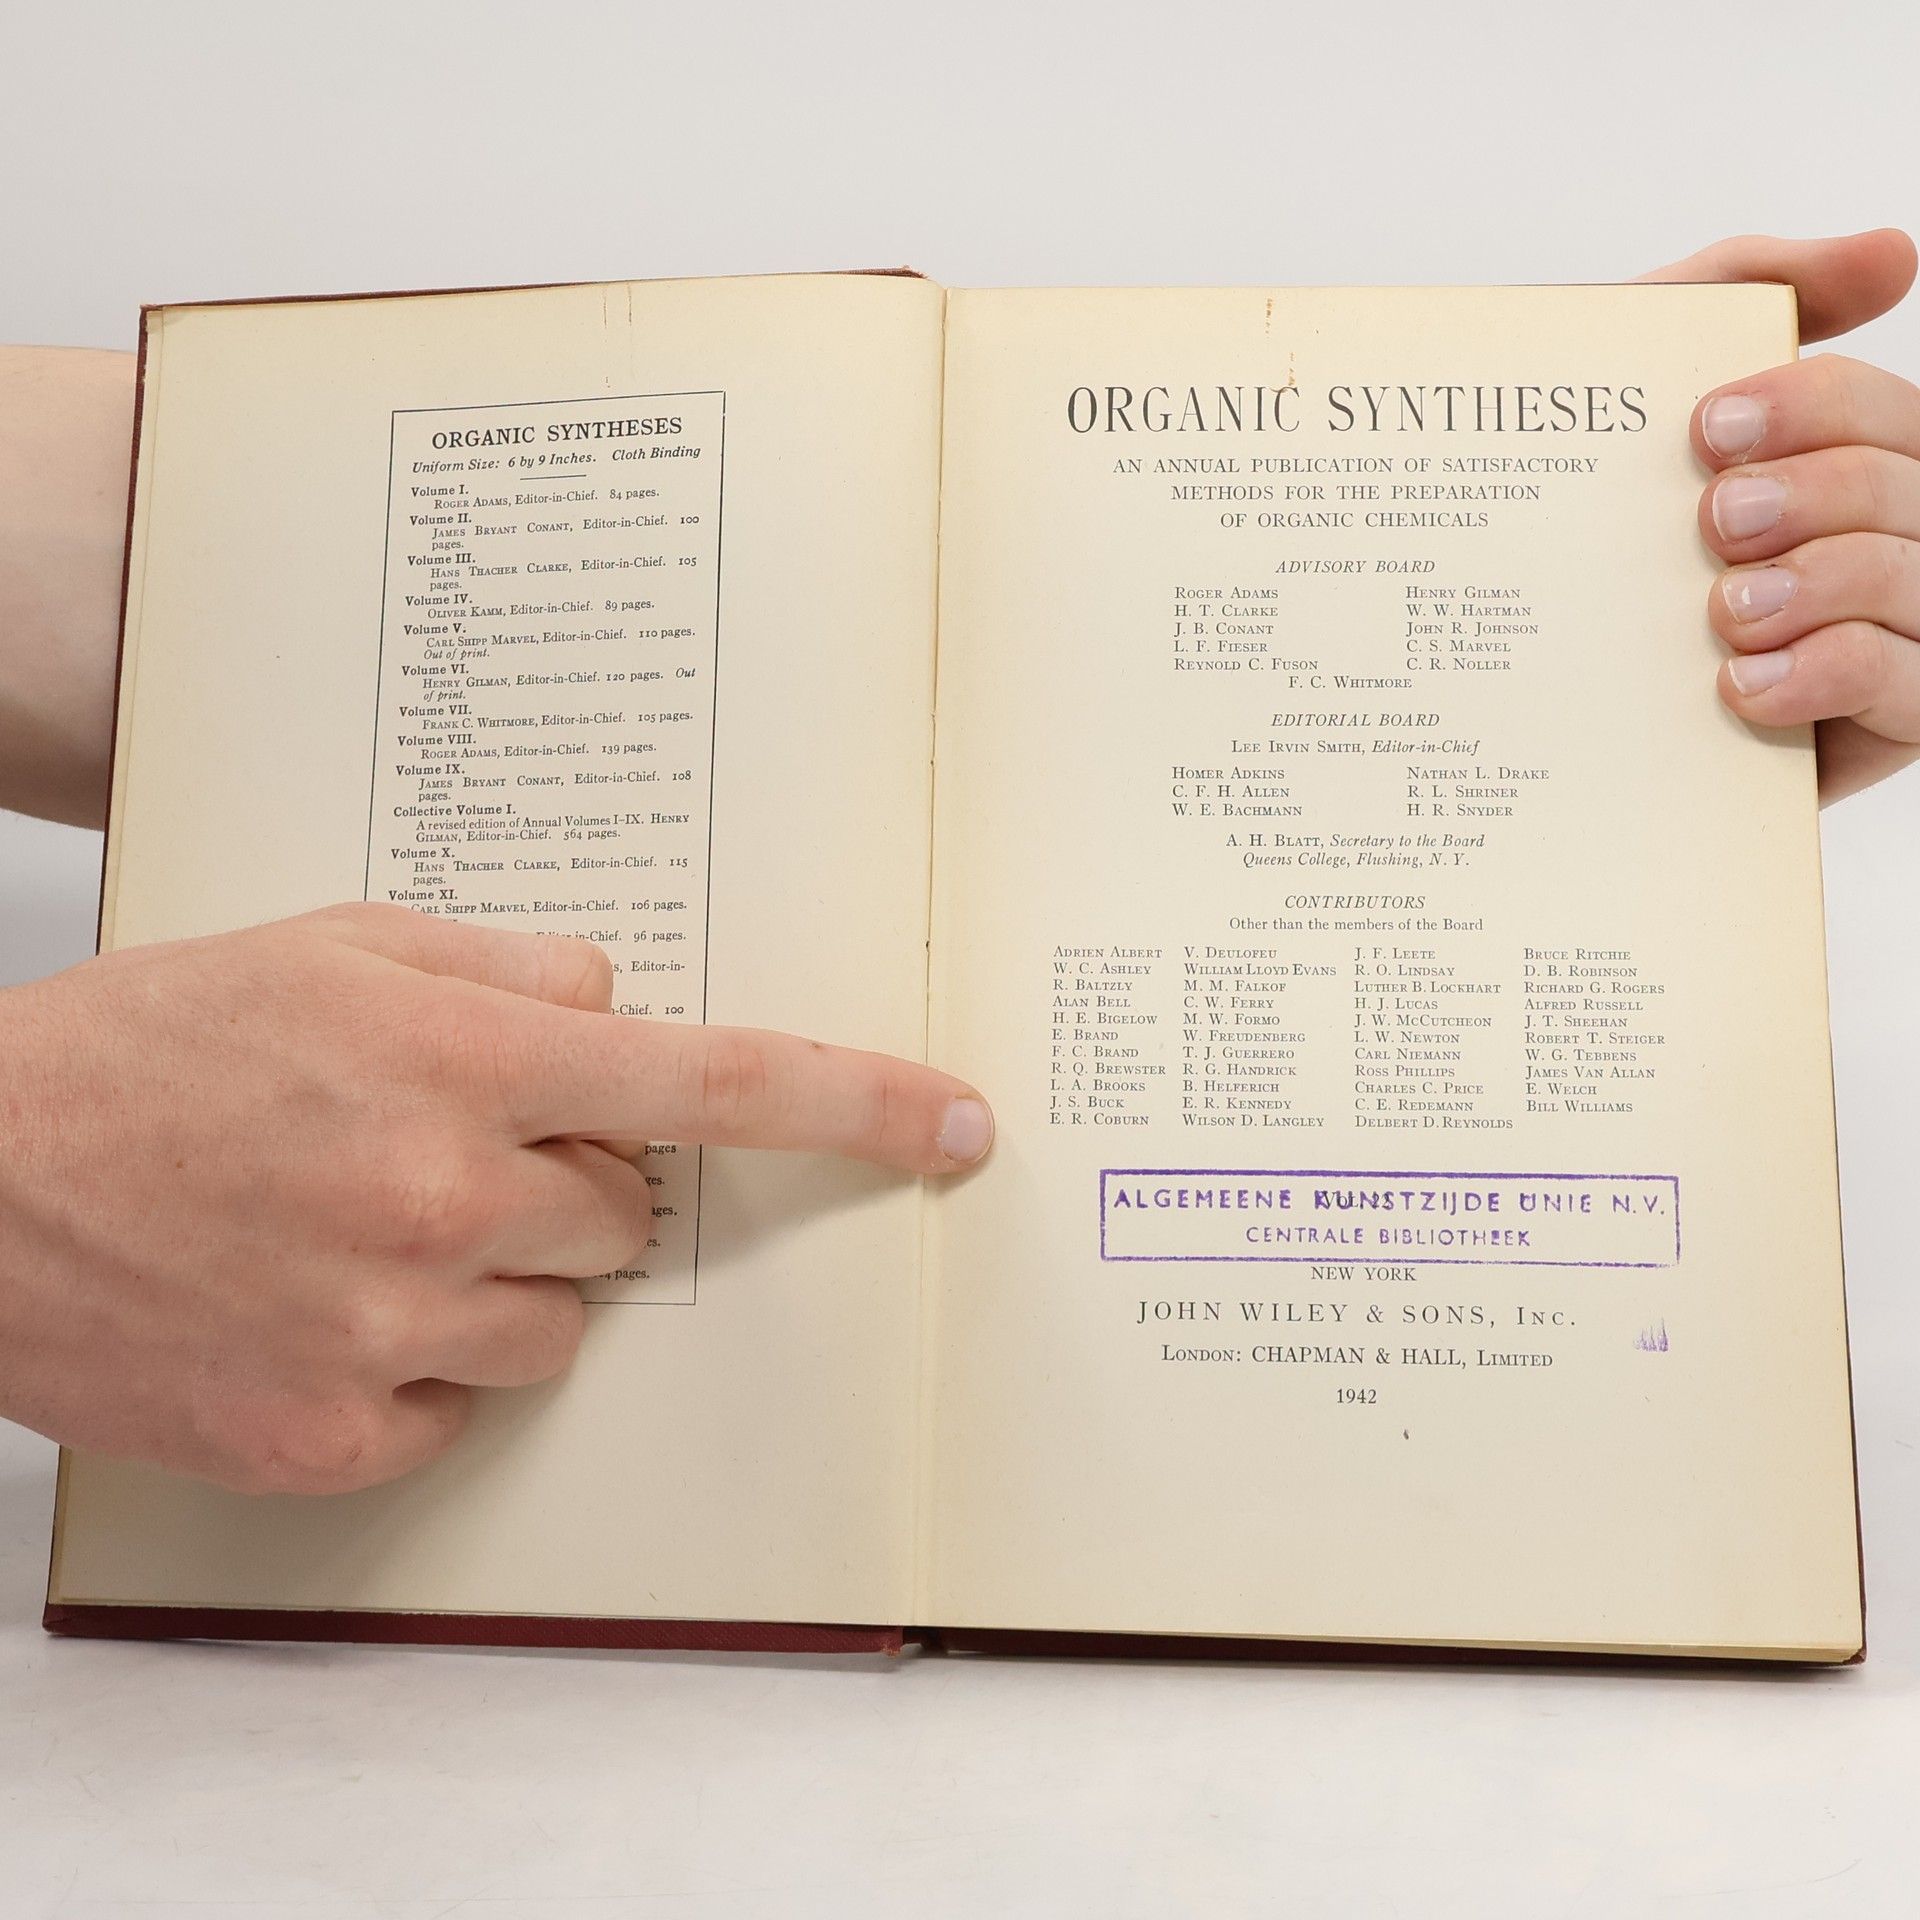 ORGANIC SYNTHESES
Uniform Size: 6 by 9 Inches. Cloth Binding
Volume I.
ROGER ADAMS, Editor-in-Chief. 84 pages.
Volume II.
JAMES BRYANT CONANT, Editor-in-Chief. 100
pages.
Volume III.
HANS THACHER CLARKE, Editor-in-Chief. 105
pages.
Volume IV.
OLIVER KAMM, Editor-in-Chief. 89 pages.
Volume V.
CARL SHIPP MARVEL, Editor-in-Chief. 110 pages.
Out of print.
Volume VI.
HENRY GILMAN, Editor-in-Chief. 120 pages. Out
of print.
Volume VII.
FRANK C. WHITMORE, Editor-in-Chief. 105 pages.
Volume VIII.
ROGER ADAMS, Editor-in-Chief. 139 pages.
Volume IX.
JAMES BRYANT CONANT, Editor-in-Chief. 108
pages.
Collective Volume I.
A revised edition of Annual Volumes I–IX. HENRY
GILMAN, Editor-in-Chief. 564 pages.
Volume X.
HANS THACHER CLARKE, Editor-in-Chief. 115
pages.
Volume XI.
CARL SHIPP MARVEL, Editor-in-Chief. 106 pages.
in-Chief. 96 pages.
Editor-in-
Chief. 100
pages
pages.
ORGANIC SYNTHESES
AN ANNUAL PUBLICATION OF SATISFACTORY
METHODS FOR THE PREPARATION
OF ORGANIC CHEMICALS
ADVISORY BOARD
ROGER ADAMS HENRY GILMAN
H. T. CLARKE W. W. HARTMAN
J. B. CONANT JOHN R. JOHNSON
L. F. FIESER C. S. MARVEL
REYNOLD C. FUSON C. R. NOLLER
F. C. WHITMORE
EDITORIAL BOARD
LEE IRVIN SMITH, Editor-in-Chief
HOMER ADKINS NATHAN L. DRAKE
C. F. H. ALLEN R. L. SHRINER
W. E. BACHMANN H. R. SNYDER
A. H. BLATT, Secretary to the Board
Queens College, Flushing, N. Y.
CONTRIBUTORS
Other than the members of the Board
ADRIEN ALBERT V. DEULOFEU J. F. LEETE BRUCE RITCHIE
W. C. ASHLEY WILLIAM LLOYD EVANS R. O. LINDSAY D. B. ROBINSON
R. BALTZLY M. M. FALKOF LUTHER B. LOCKHART RICHARD G. ROGERS
ALAN BELL C. W. FERRY H. J. LUCAS ALFRED RUSSELL
H. E. BIGELOW M. W. FORMO J. W. MCCUTCHEON J. T. SHEEHAN
E. BRAND W. FREUDENBERG L. W. NEWTON ROBERT T. STEIGER
F. C. BRAND T. J. GUERRERO CARL NIEMANN W. G. TEBBENS
R. Q. BREWSTER R. G. HANDRICK ROSS PHILLIPS JAMES VAN ALLAN
L. A. BROOKS B. HELFERICH CHARLES C. PRICE E. WELCH
J. S. BUCK E. R. KENNEDY C. E. REDEMANN BILL WILLIAMS
E. R. COBURN WILSON D. LANGLEY DELBERT D. REYNOLDS
VOL. 22
ALGEMEENE KUNSTZIJDE UNIE N.V.
CENTRALE BIBLIOTHEEK
NEW YORK
JOHN WILEY & SONS, INC.
LONDON: CHAPMAN & HALL, LIMITED
1942